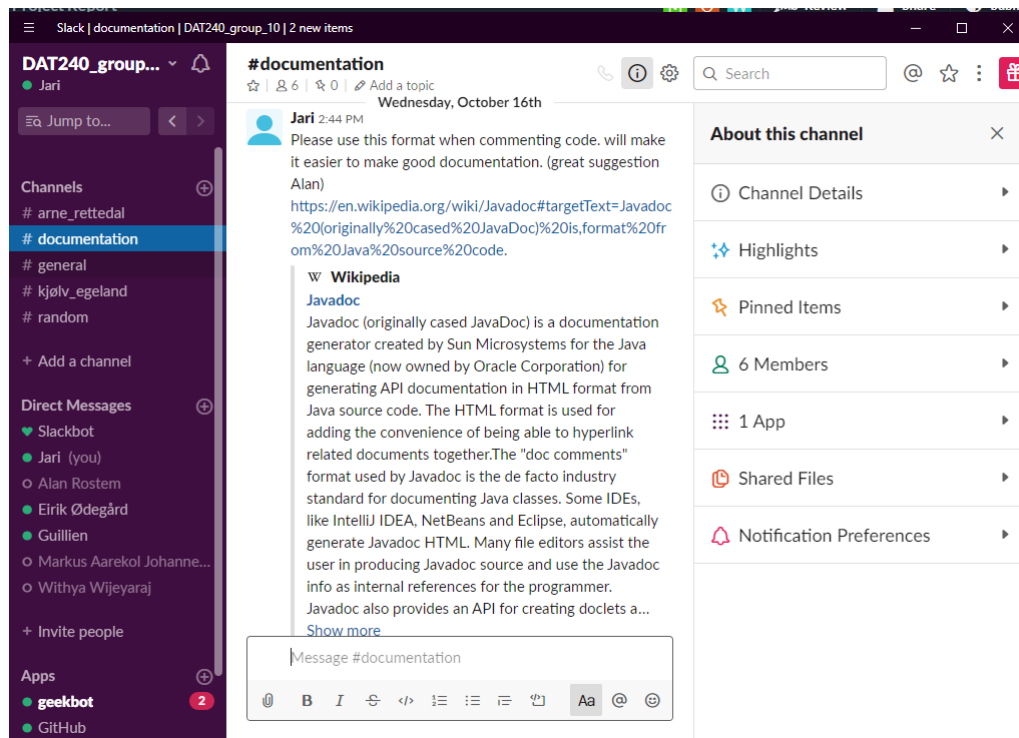 Slack | documentation | DAT240_group_10 | 2 new items
DAT240_group...
Jari
Jump to...
Channels
# arne_rettedal
# documentation
# general
# kjølv_egeland
# random
+ Add a channel
Direct Messages
Slackbot
Jari (you)
Alan Rostem
Eirik Ødegård
Guillien
Markus Aarekol Johanne...
Withya Wijeyaraj
+ Invite people
Apps
geekbot 2
GitHub
#documentation
6 | 0 | Add a topic
Search
Wednesday, October 16th
Jari 2:44 PM
Please use this format when commenting code. will make
it easier to make good documentation. (great suggestion
Alan)
https://en.wikipedia.org/wiki/Javadoc#targetText=Javadoc
%20(originally%20cased%20JavaDoc)%20is,format%20fr
om%20Java%20source%20code.
W Wikipedia
Javadoc
Javadoc (originally cased JavaDoc) is a documentation
generator created by Sun Microsystems for the Java
language (now owned by Oracle Corporation) for
generating API documentation in HTML format from
Java source code. The HTML format is used for
adding the convenience of being able to hyperlink
related documents together.The "doc comments"
format used by Javadoc is the de facto industry
standard for documenting Java classes. Some IDEs,
like IntelliJ IDEA, NetBeans and Eclipse, automatically
generate Javadoc HTML. Many file editors assist the
user in producing Javadoc source and use the Javadoc
info as internal references for the programmer.
Javadoc also provides an API for creating doclets a...
Show more
Message #documentation
B I S </> Aa @
About this channel
Channel Details
Highlights
Pinned Items
6 Members
1 App
Shared Files
Notification Preferences